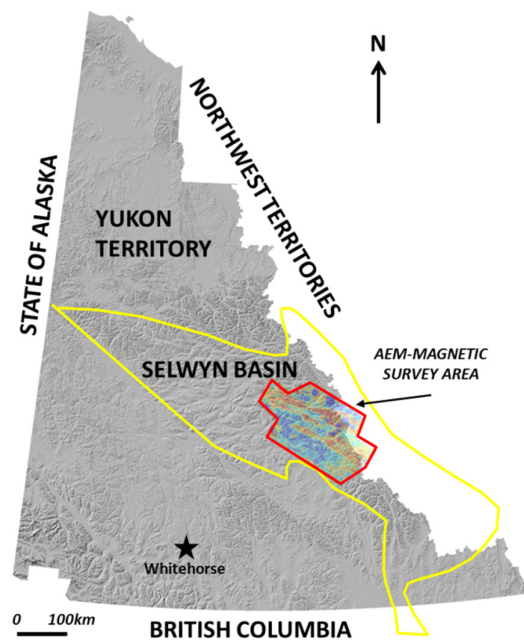 N
NORTHWEST TERRITORIES
STATE OF ALASKA
YUKON
TERRITORY
SELWYN BASIN
AEM-MAGNETIC
SURVEY AREA
Whitehorse
0 100km
BRITISH COLUMBIA